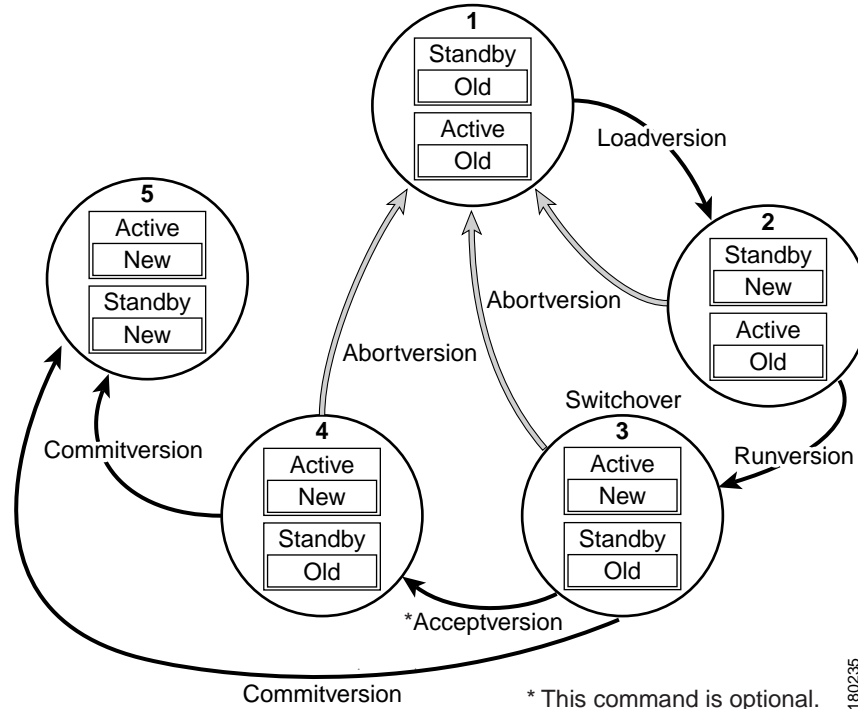 1
Standby
Old
Active
Old
Loadversion
5
Active
New
Standby
New
2
Standby
New
Active
Old
Abortversion
Abortversion
Switchover
Commitversion
4
Active
New
Standby
Old
3
Active
New
Standby
Old
Runversion
*Acceptversion
Commitversion
* This command is optional.
180235